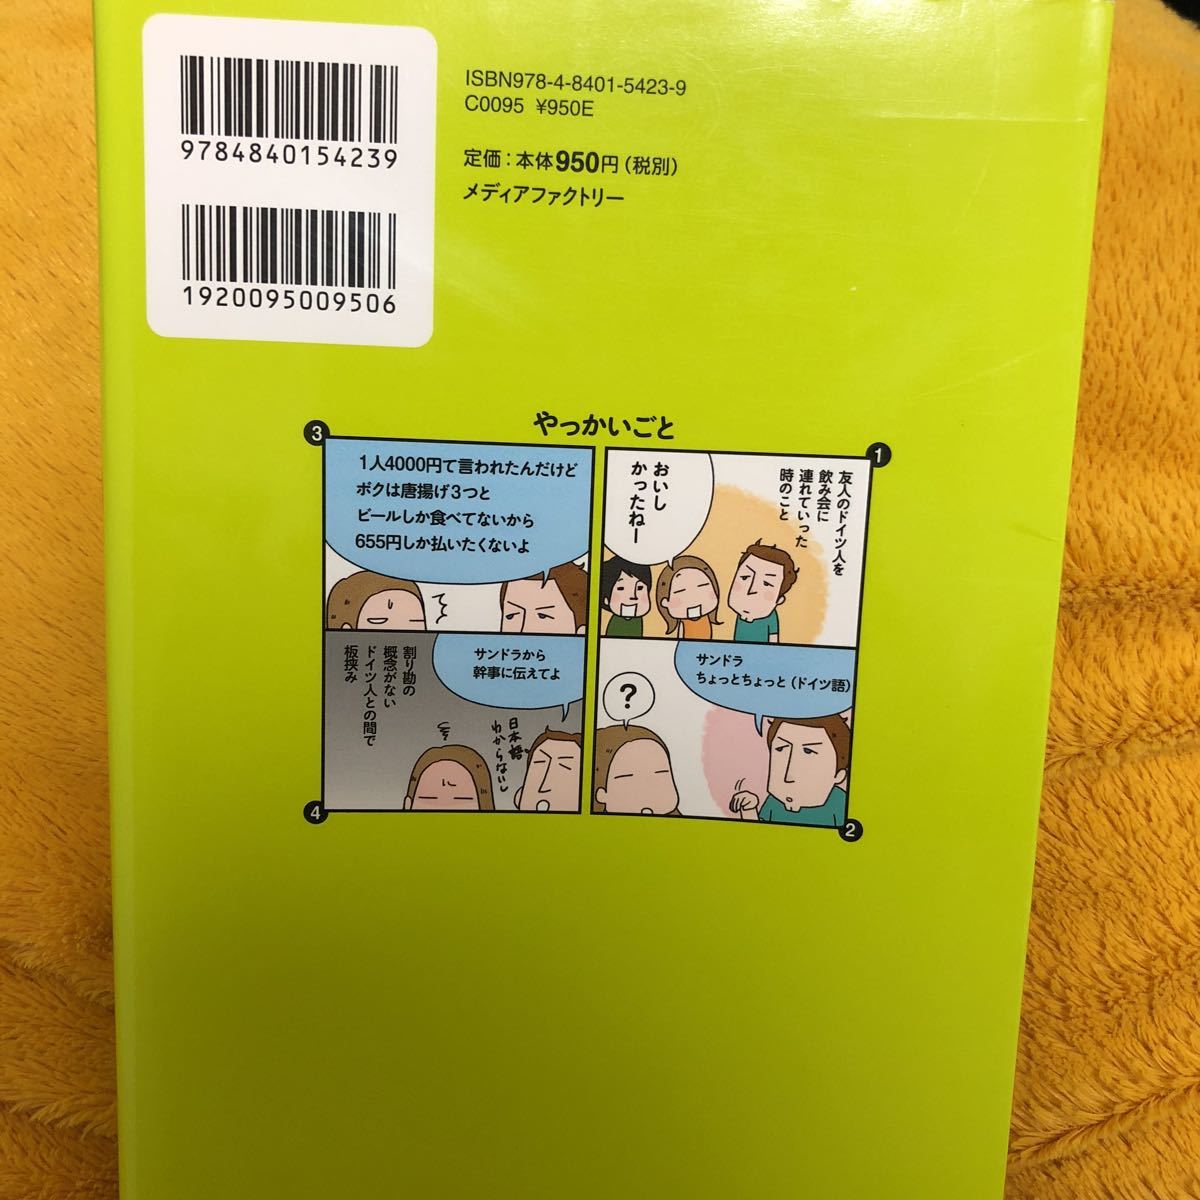 ISBN978-4-8401-5423-9
C0095 ¥950E
9784840154239
定価：本体950円（税別）
メディアファクトリー
1920095009506
やっかいごと
1
友人のドイツ人を
飲み会に
連れていった
時のこと
おいし
かったねー
2
サンドラ
ちょっとちょっと（ドイツ語）
?
3
1人4000円て言われたんだけど
ボクは唐揚げ3つと
ビールしか食べてないから
655円しか払いたくないよ
4
サンドラから
幹事に伝えてよ
日本語、
わからないし
割り勘の
概念がない
ドイツ人との間で
板挟み